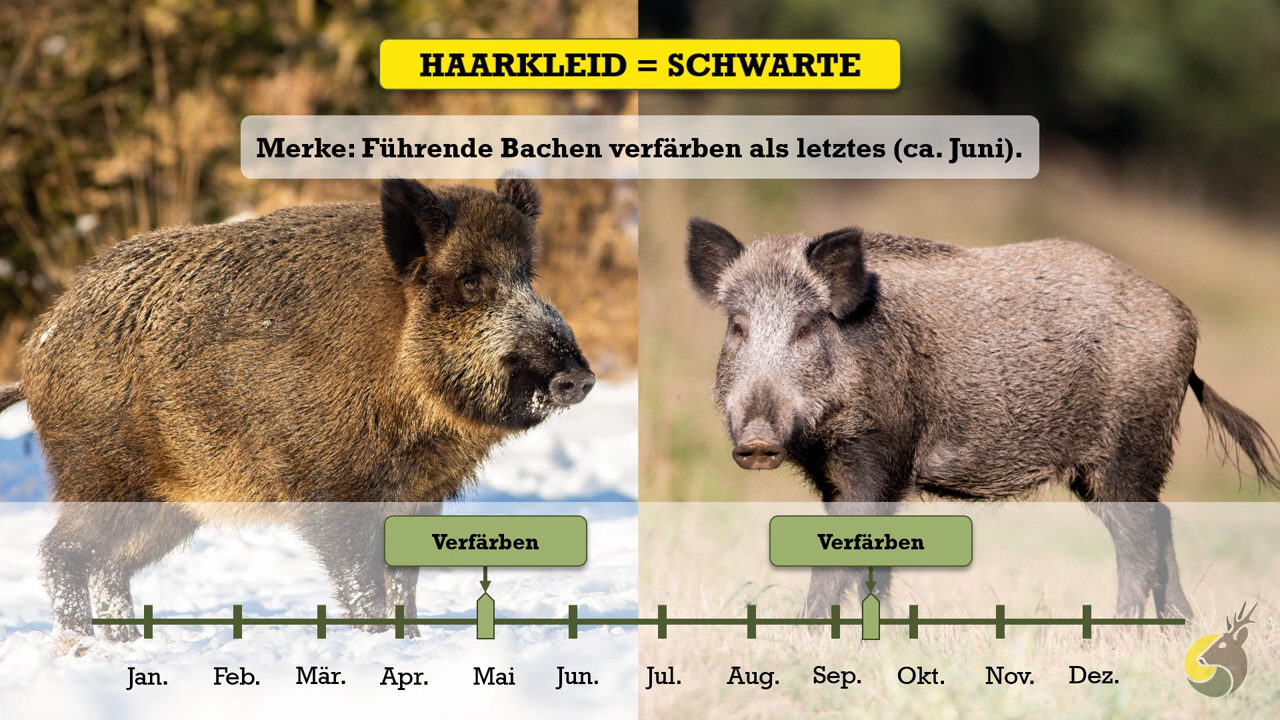 HAARKLEID = SCHWARTE
Merke: Führende Bachen verfärben als letztes (ca. Juni).
Verfärben
Verfärben
Jan. Feb. Mär. Apr. Mai Jun. Jul. Aug. Sep. Okt. Nov. Dez.